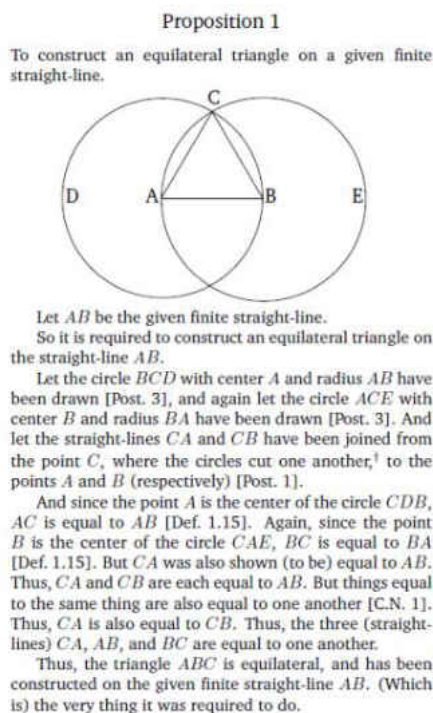 Proposition 1
To construct an equilateral triangle on a given finite
straight-line.
C
D
A
B
E
Let AB be the given finite straight-line.
So it is required to construct an equilateral triangle on
the straight-line AB.
Let the circle BCD with center A and radius AB have
been drawn [Post. 3], and again let the circle ACE with
center B and radius BA have been drawn [Post. 3]. And
let the straight-lines CA and CB have been joined from
the point C, where the circles cut one another,† to the
points A and B (respectively) [Post. 1].
And since the point A is the center of the circle CDB,
AC is equal to AB [Def. 1.15]. Again, since the point
B is the center of the circle CAE, BC is equal to BA
[Def. 1.15]. But CA was also shown (to be) equal to AB.
Thus, CA and CB are each equal to AB. But things equal
to the same thing are also equal to one another [C.N. 1].
Thus, CA is also equal to CB. Thus, the three (straight-
lines) CA, AB, and BC are equal to one another.
Thus, the triangle ABC is equilateral, and has been
constructed on the given finite straight-line AB. (Which
is) the very thing it was required to do.